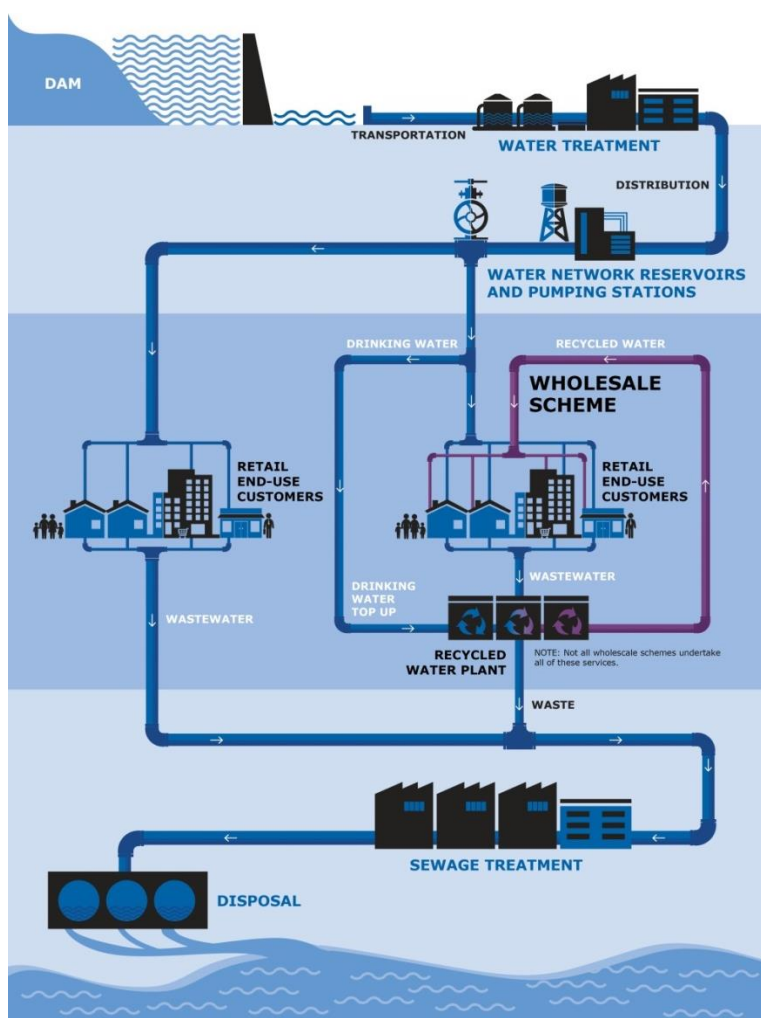 DAM
TRANSPORTATION
WATER TREATMENT
DISTRIBUTION
WATER NETWORK RESERVOIRS
AND PUMPING STATIONS
DRINKING WATER
RECYCLED WATER
WHOLESALE
SCHEME
RETAIL
END-USE
CUSTOMERS
RETAIL
END-USE
CUSTOMERS
WASTEWATER
WASTEWATER
DRINKING
WATER
TOP UP
RECYCLED
WATER PLANT
NOTE: Not all wholesale schemes undertake
all of these services.
WASTE
SEWAGE TREATMENT
DISPOSAL